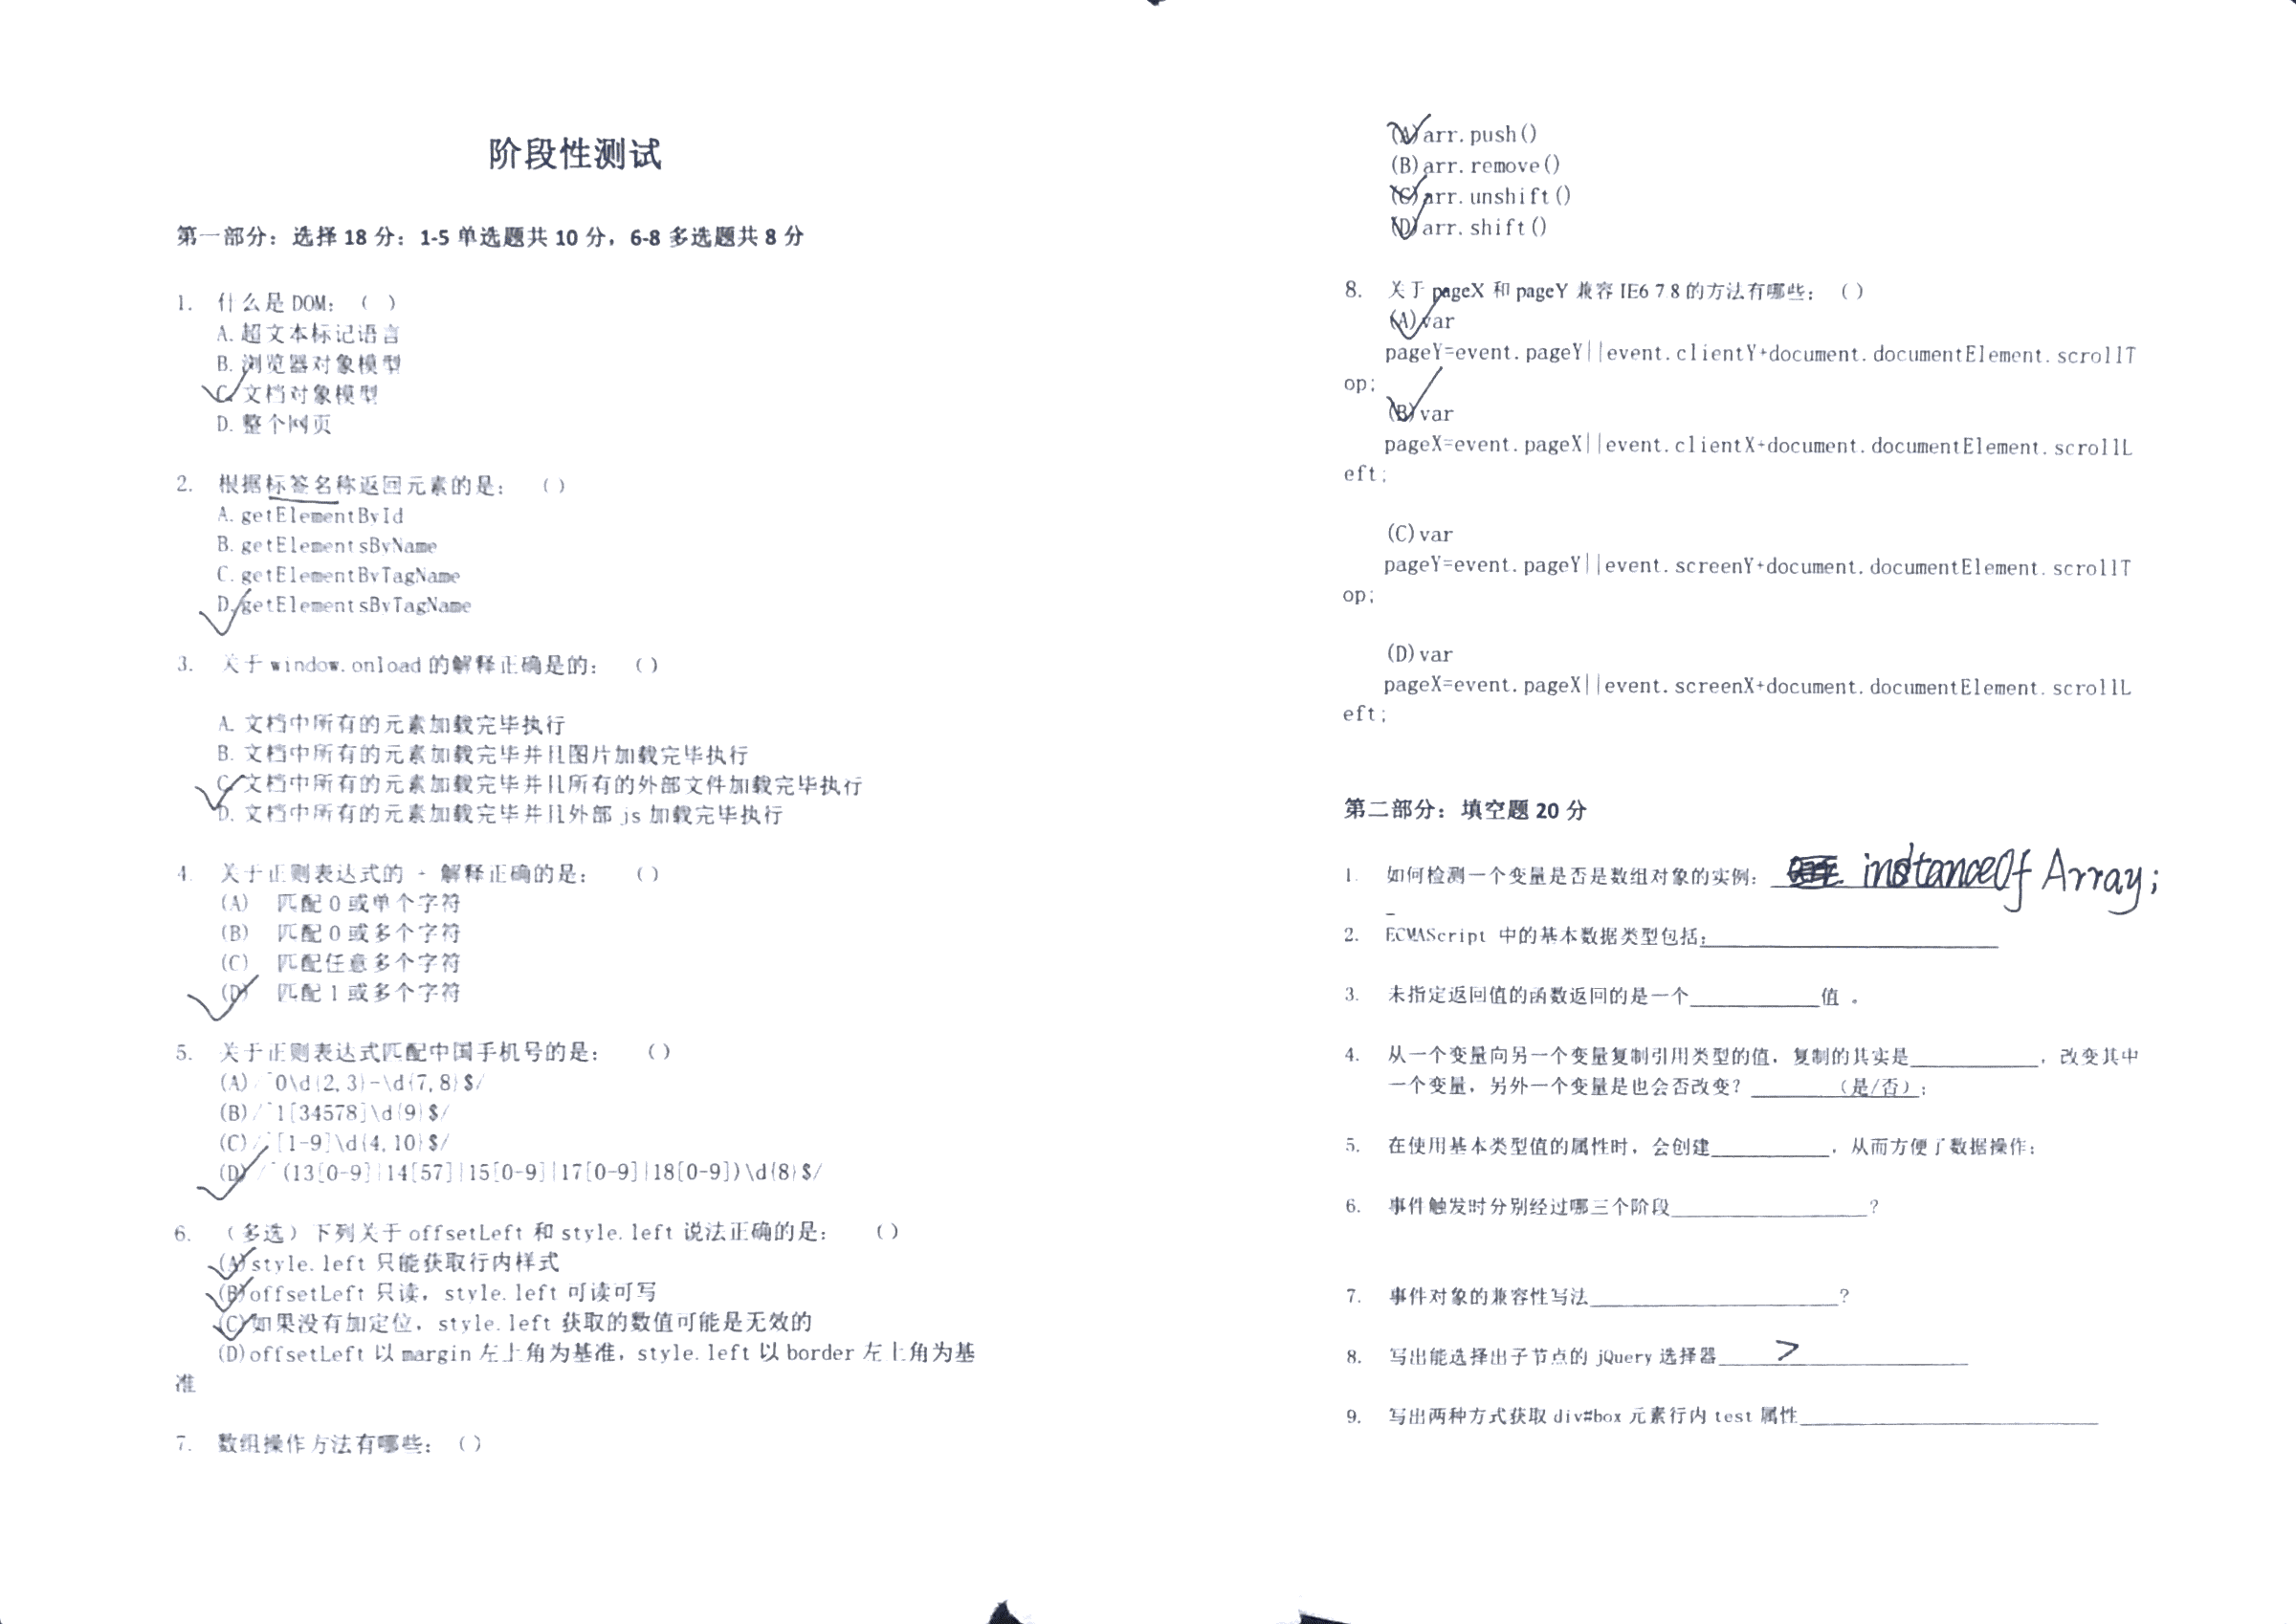 阶段性测试
第一部分：选择 18 分：1-5 单选题共 10 分，6-8 多选题共 8 分
1. 什么是 DOM：（ ）
A.超文本标记语言
B.浏览器对象模型
C.文档对象模型
D.整个网页
2. 根据标签名称返回元素的是： （）
A.getElementById
B.getElementsByName
C.getElementByTagName
D.getElementsByTagName
3. 关于 window.onload 的解释正确是的： （）
A.文档中所有的元素加载完毕执行
B.文档中所有的元素加载完毕并且图片加载完毕执行
C.文档中所有的元素加载完毕并且所有的外部文件加载完毕执行
D.文档中所有的元素加载完毕并且外部 js 加载完毕执行
4. 关于正则表达式的 + 解释正确的是： （）
(A) 匹配 0 或单个字符
(B) 匹配 0 或多个字符
(C) 匹配任意多个字符
(D) 匹配 1 或多个字符
5. 关于正则表达式匹配中国手机号的是： （）
(A)/^0\d{2,3}-\d{7,8}$/
(B)/^1[34578]\d{9}$/
(C)/^[1-9]\d{4,10}$/
(D)/^(13[0-9]|14[57]|15[0-9]|17[0-9]|18[0-9])\d{8}$/
6. （多选）下列关于 offsetLeft 和 style.left 说法正确的是： （）
(A)style.left 只能获取行内样式
(B)offsetLeft 只读，style.left 可读可写
(C)如果没有加定位，style.left 获取的数值可能是无效的
(D)offsetLeft 以 margin 左上角为基准，style.left 以 border 左上角为基
准
7. 数组操作方法有哪些：（）
(A)arr.push()
(B)arr.remove()
(C)arr.unshift()
(D)arr.shift()
8. 关于 pageX 和 pageY 兼容 IE6 7 8 的方法有哪些：（）
(A)var
pageY=event.pageY||event.clientY+document.documentElement.scrollT
op;
(B)var
pageX=event.pageX||event.clientX+document.documentElement.scrollL
eft;
(C)var
pageY=event.pageY||event.screenY+document.documentElement.scrollT
op;
(D)var
pageX=event.pageX||event.screenX+document.documentElement.scrollL
eft;
第二部分：填空题 20 分
1. 如何检测一个变量是否是数组对象的实例：instanceOf Array;
2. ECMAScript 中的基本数据类型包括:____
3. 未指定返回值的函数返回的是一个____值 。
4. 从一个变量向另一个变量复制引用类型的值，复制的其实是____，改变其中
一个变量，另外一个变量是也会否改变？____（是/否）；
5. 在使用基本类型值的属性时，会创建____，从而方便了数据操作；
6. 事件触发时分别经过哪三个阶段____?
7. 事件对象的兼容性写法____?
8. 写出能选择出子节点的 jQuery 选择器 >
9. 写出两种方式获取 div#box 元素行内 test 属性____